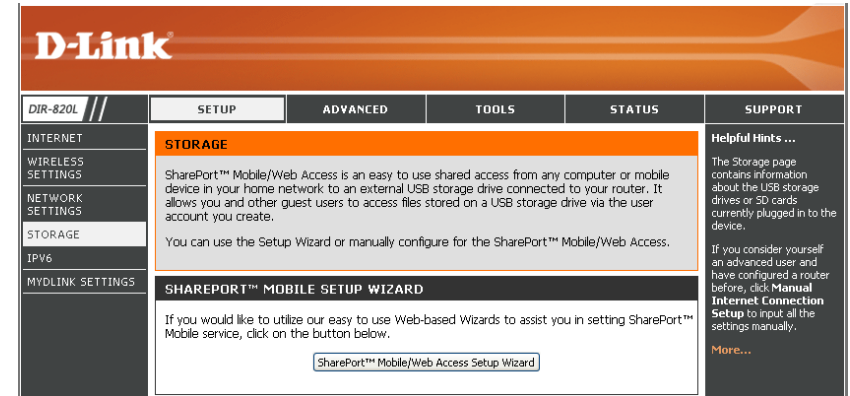 D-Link
DIR-820L
SETUP
ADVANCED
TOOLS
STATUS
SUPPORT
INTERNET
WIRELESS
SETTINGS
NETWORK
SETTINGS
STORAGE
IPV6
MYDLINK SETTINGS
STORAGE
SharePort™ Mobile/Web Access is an easy to use shared access from any computer or mobile
device in your home network to an external USB storage drive connected to your router. It
allows you and other guest users to access files stored on a USB storage drive via the user
account you create.
You can use the Setup Wizard or manually configure for the SharePort™ Mobile/Web Access.
SHAREPORT™ MOBILE SETUP WIZARD
If you would like to utilize our easy to use Web-based Wizards to assist you in setting SharePort™
Mobile service, click on the button below.
SharePort™ Mobile/Web Access Setup Wizard
Helpful Hints ...
The Storage page
contains information
about the USB storage
drives or SD cards
currently plugged in to the
device.
If you consider yourself
an advanced user and
have configured a router
before, click Manual
Internet Connection
Setup to input all the
settings manually.
More...